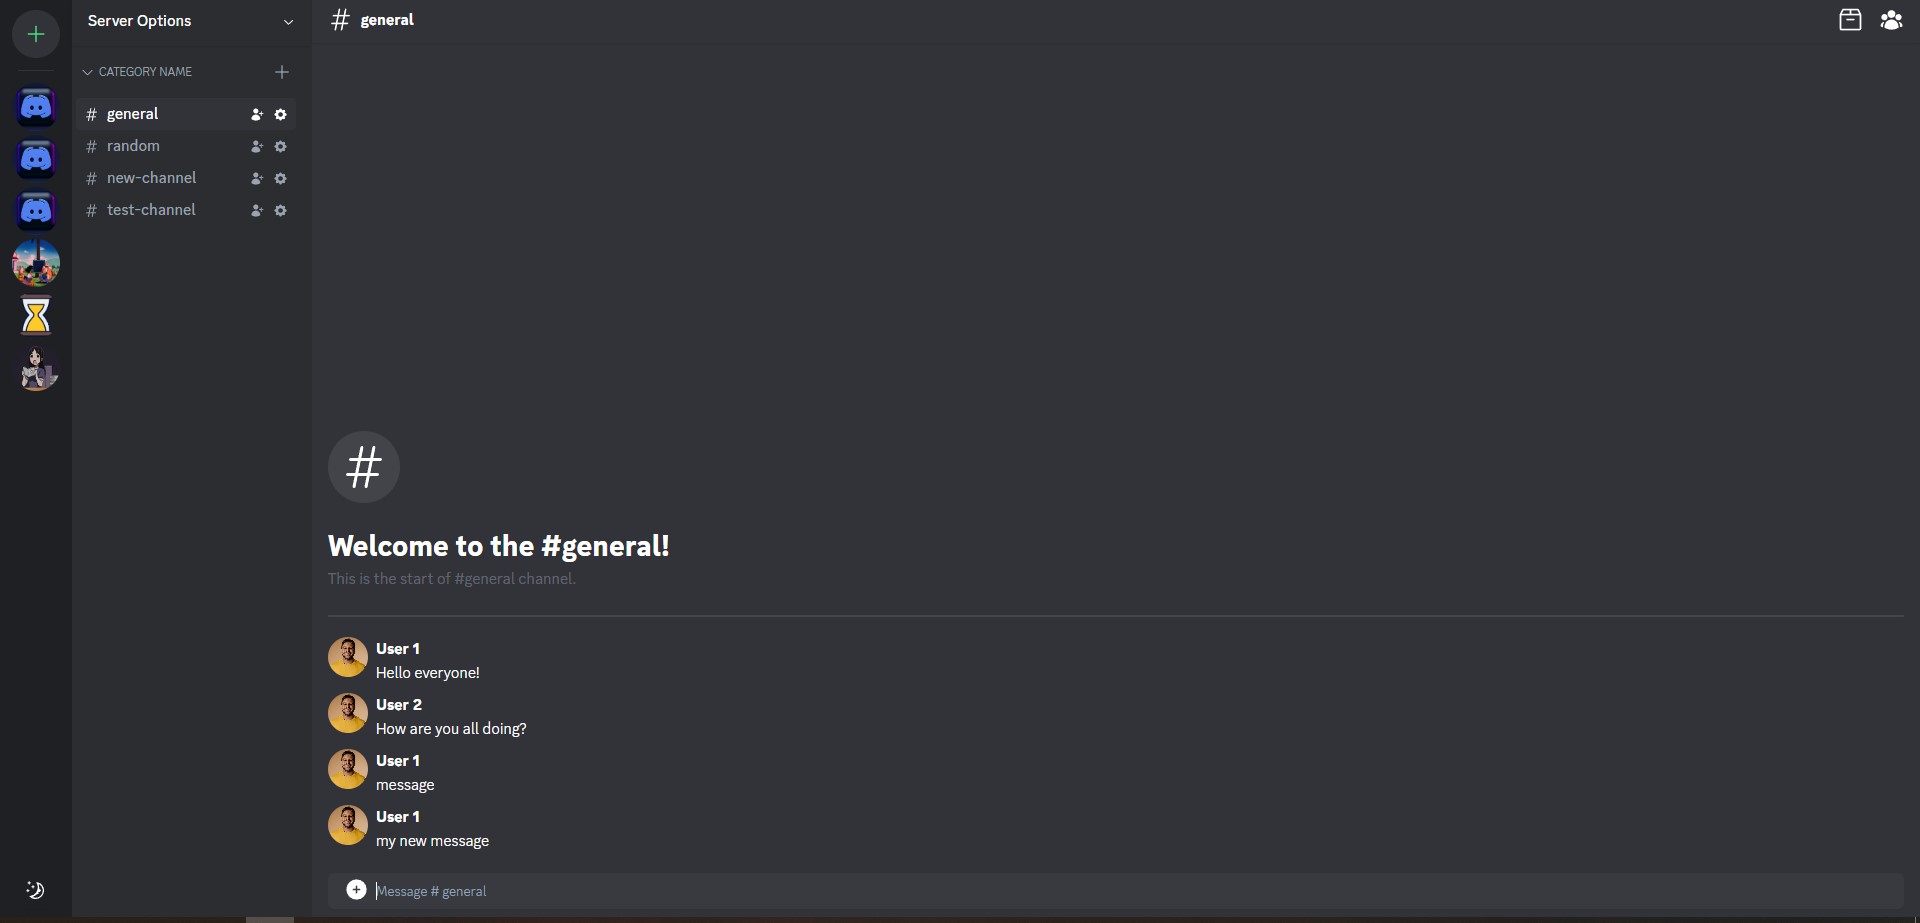 Server Options
# general
CATEGORY NAME
# general
# random
# new-channel
# test-channel
#
Welcome to the #general!
This is the start of #general channel.
User 1
Hello everyone!
User 2
How are you all doing?
User 1
message
User 1
my new message
Message # general